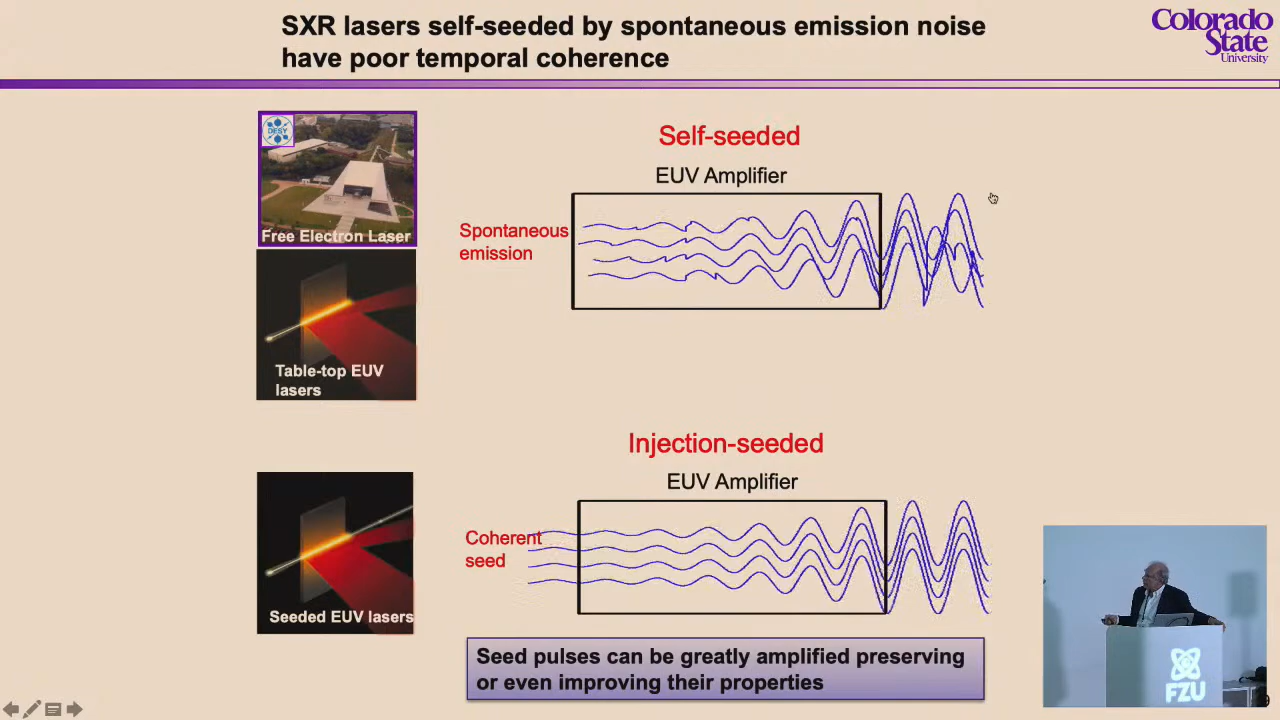 SXR lasers self-seeded by spontaneous emission noise
have poor temporal coherence
Colorado
State
University
DESY
Free Electron Laser
Table-top EUV
lasers
Self-seeded
EUV Amplifier
Spontaneous
emission
Injection-seeded
EUV Amplifier
Coherent
seed
Seeded EUV lasers
Seed pulses can be greatly amplified preserving
or even improving their properties
FZU